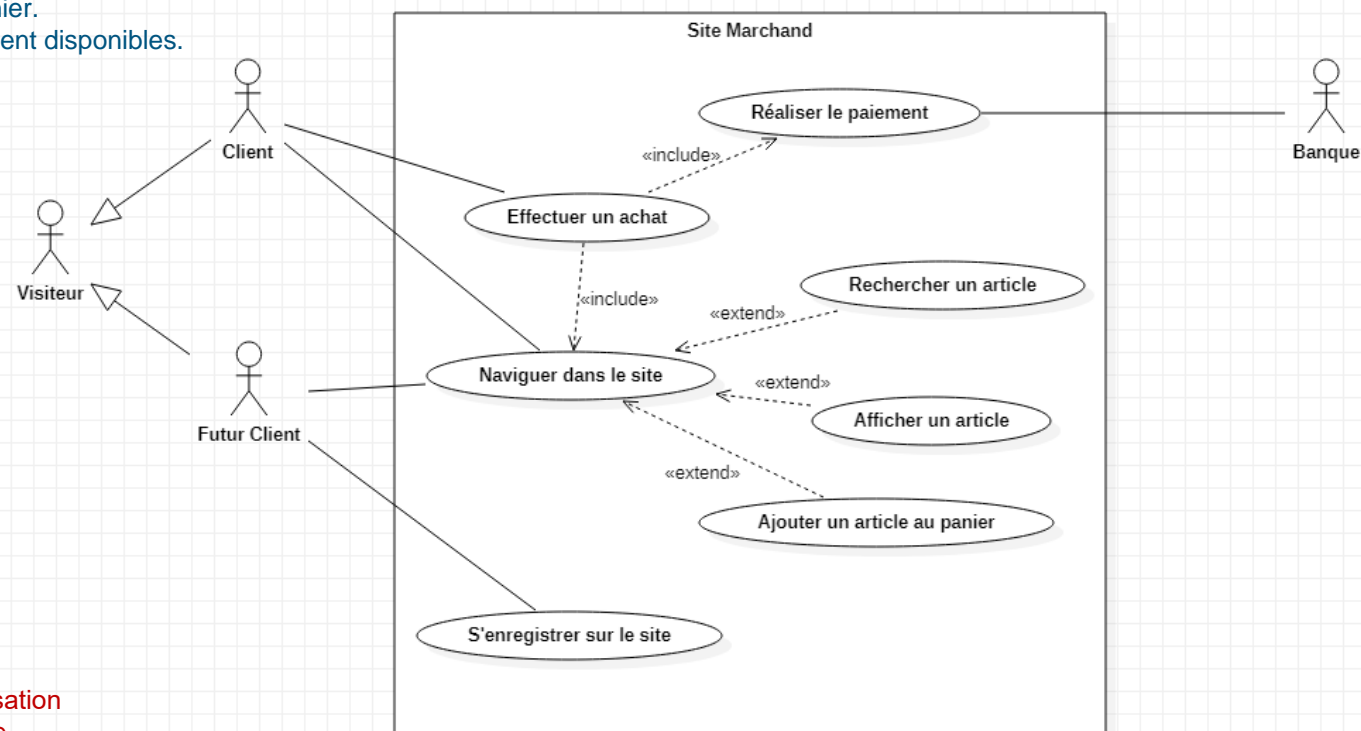 nier.
ent disponibles.
Site Marchand
Réaliser le paiement
Client
Banque
«include»
Effectuer un achat
Visiteur
Rechercher un article
«include»
«extend»
Naviguer dans le site
«extend»
Afficher un article
Futur Client
«extend»
Ajouter un article au panier
S'enregistrer sur le site
sation